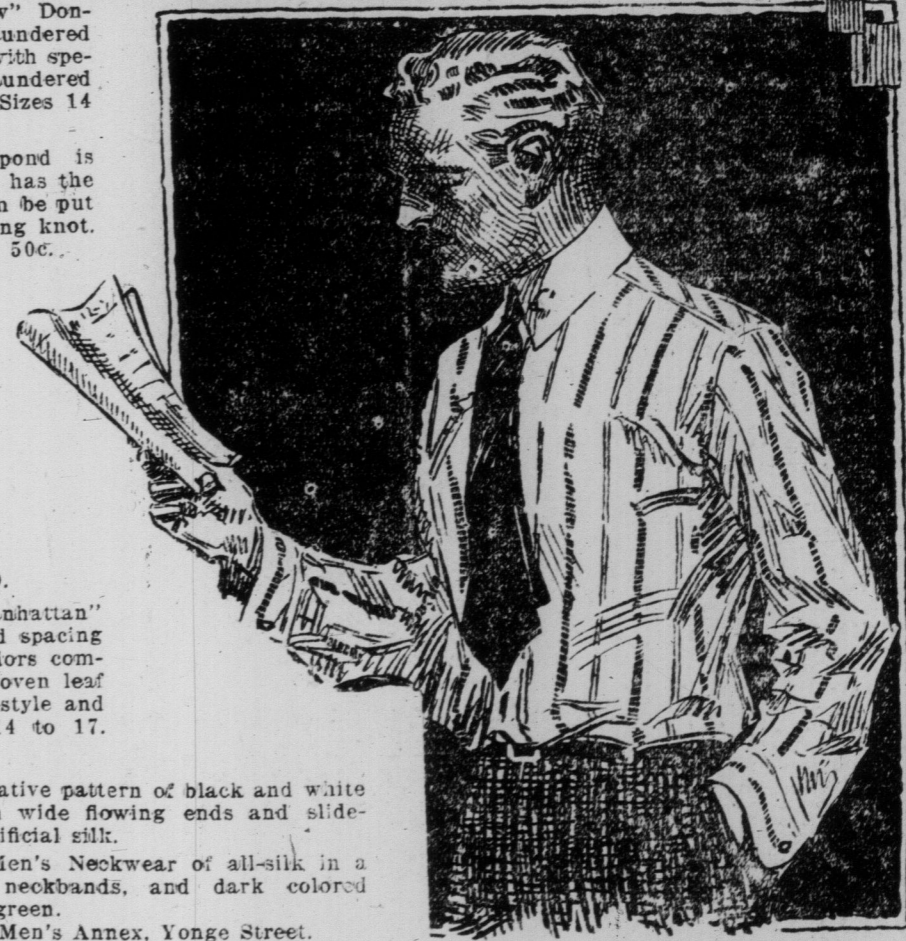 w" Don-
undered
with spe-
undered
Sizes 14
pond is
has the
n be put
ng knot.
50c.
anhattan"
d spacing
lors com-
oven leaf
style and
14 to 17.
ative pattern of black and white
wide flowing ends and slide-
ificial silk.
Men's Neckwear of all-silk in a
neckbands, and dark colored
green.
Men's Annex, Yonge Street.